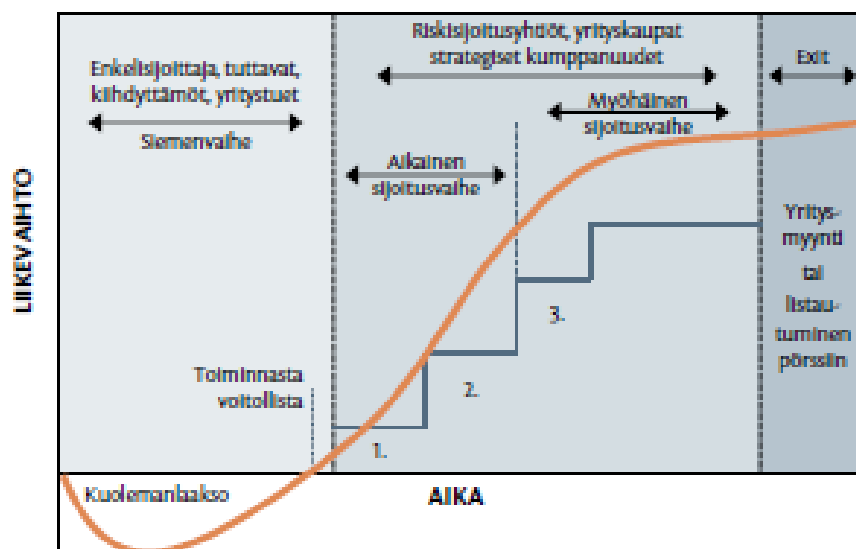 Enkelisijoittaja, tuttavat,
kiihdyttämöt, yritystuet
Siemenvaihe
Riskisijoitusyhtiöt, yrityskaupat
strategiset kumppanuudet
Exit
Myöhäinen
sijoitusvaihe
Aikainen
sijoitusvaihe
Yritys-
myynti
tai
listau-
tuminen
pörssiin
Toiminnasta
voitollista
1.
2.
3.
Kuolemanlaakso
LIIKEVAIHTO
AIKA